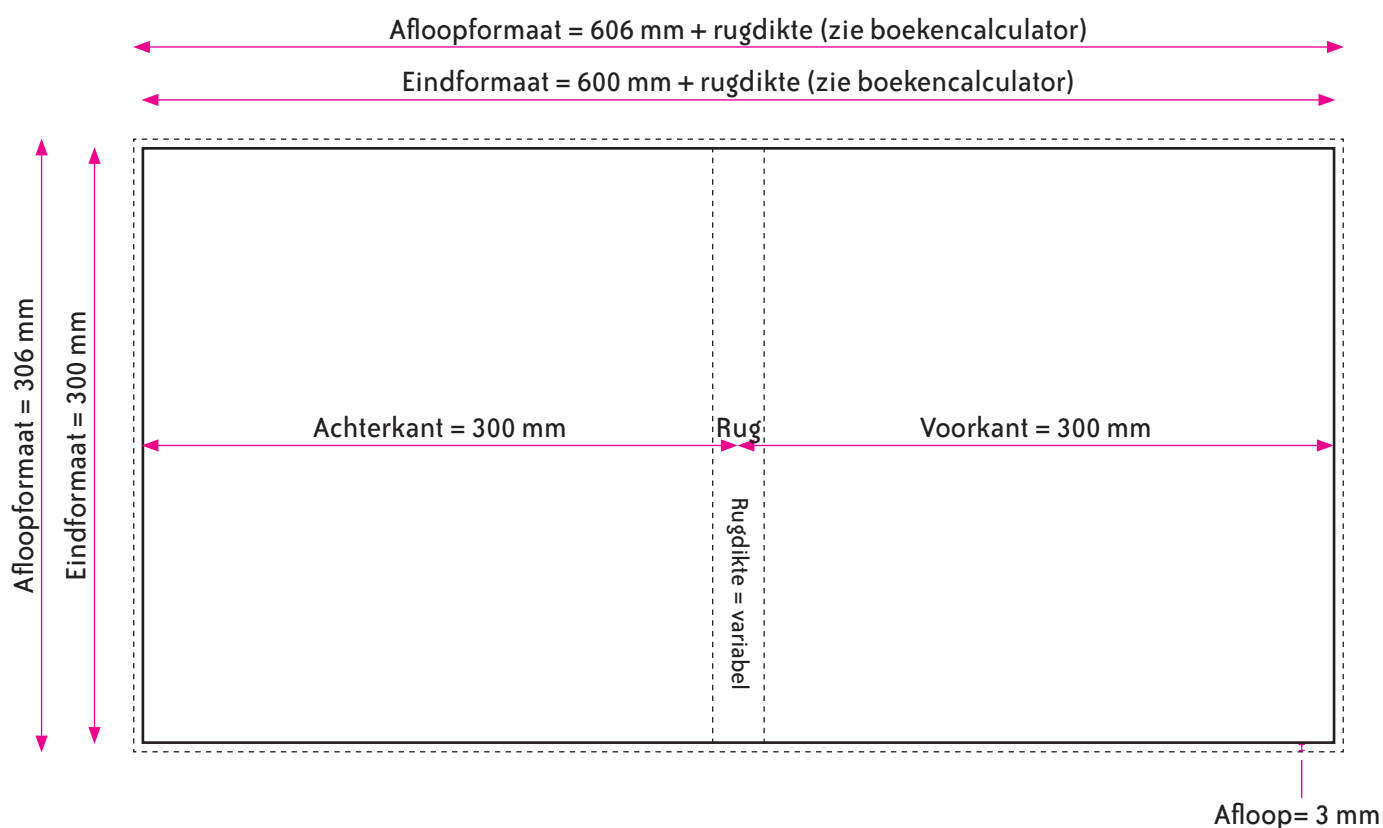 Afloopformaat = 606 mm + rugdikte (zie boekencalculator)
Eindformaat = 600 mm + rugdikte (zie boekencalculator)
Afloopformaat = 306 mm
Eindformaat = 300 mm
Achterkant = 300 mm
Rug
Voorkant = 300 mm
Rugdikte = variabel
Afloop= 3 mm